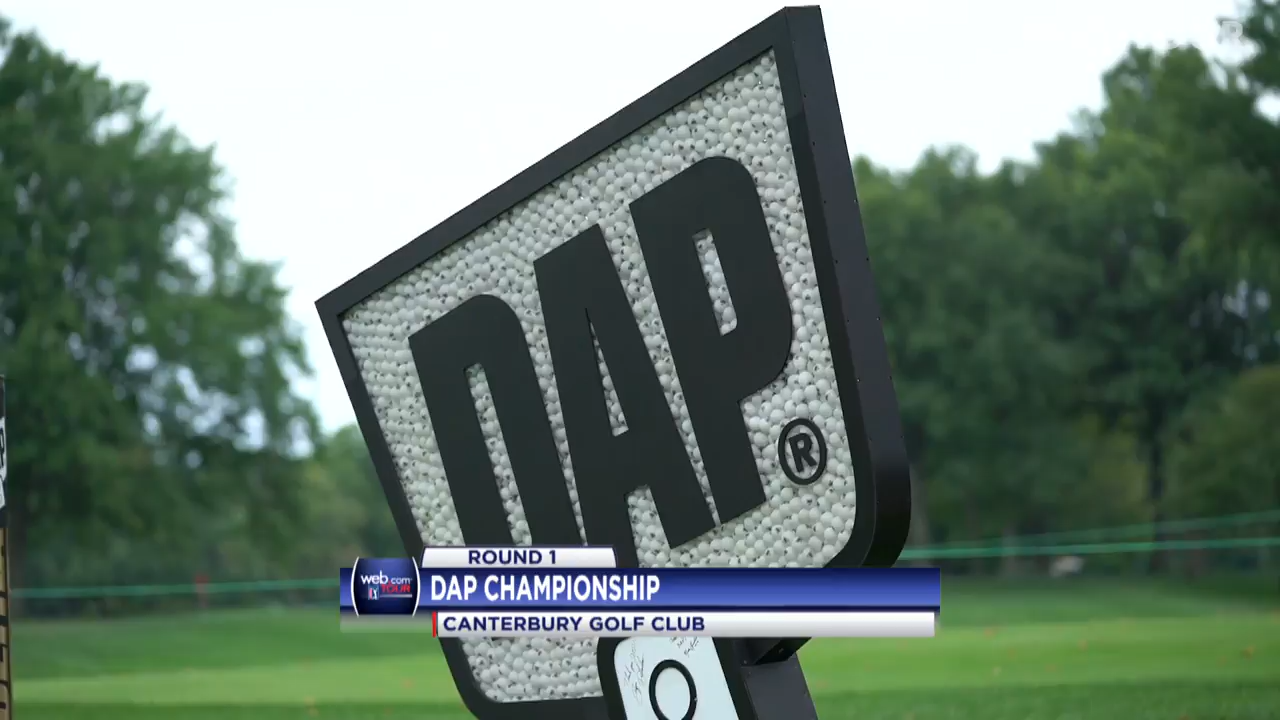 DAP
®
ROUND 1
web.com
TOUR
DAP CHAMPIONSHIP
CANTERBURY GOLF CLUB